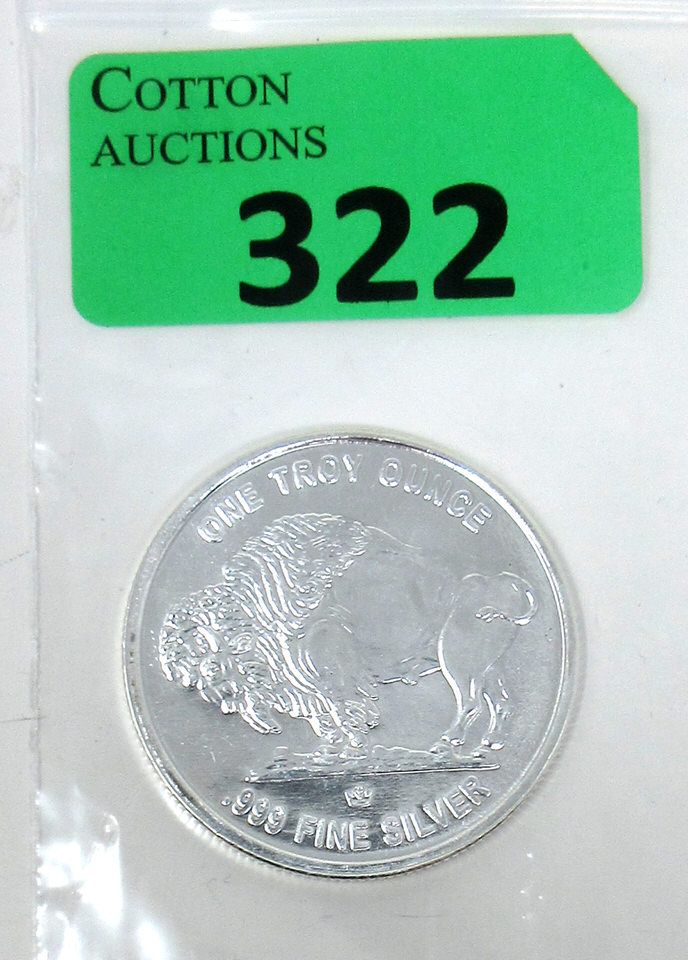 COTTON
AUCTIONS
322
ONE TROY OUNCE
.999 FINE SILVER